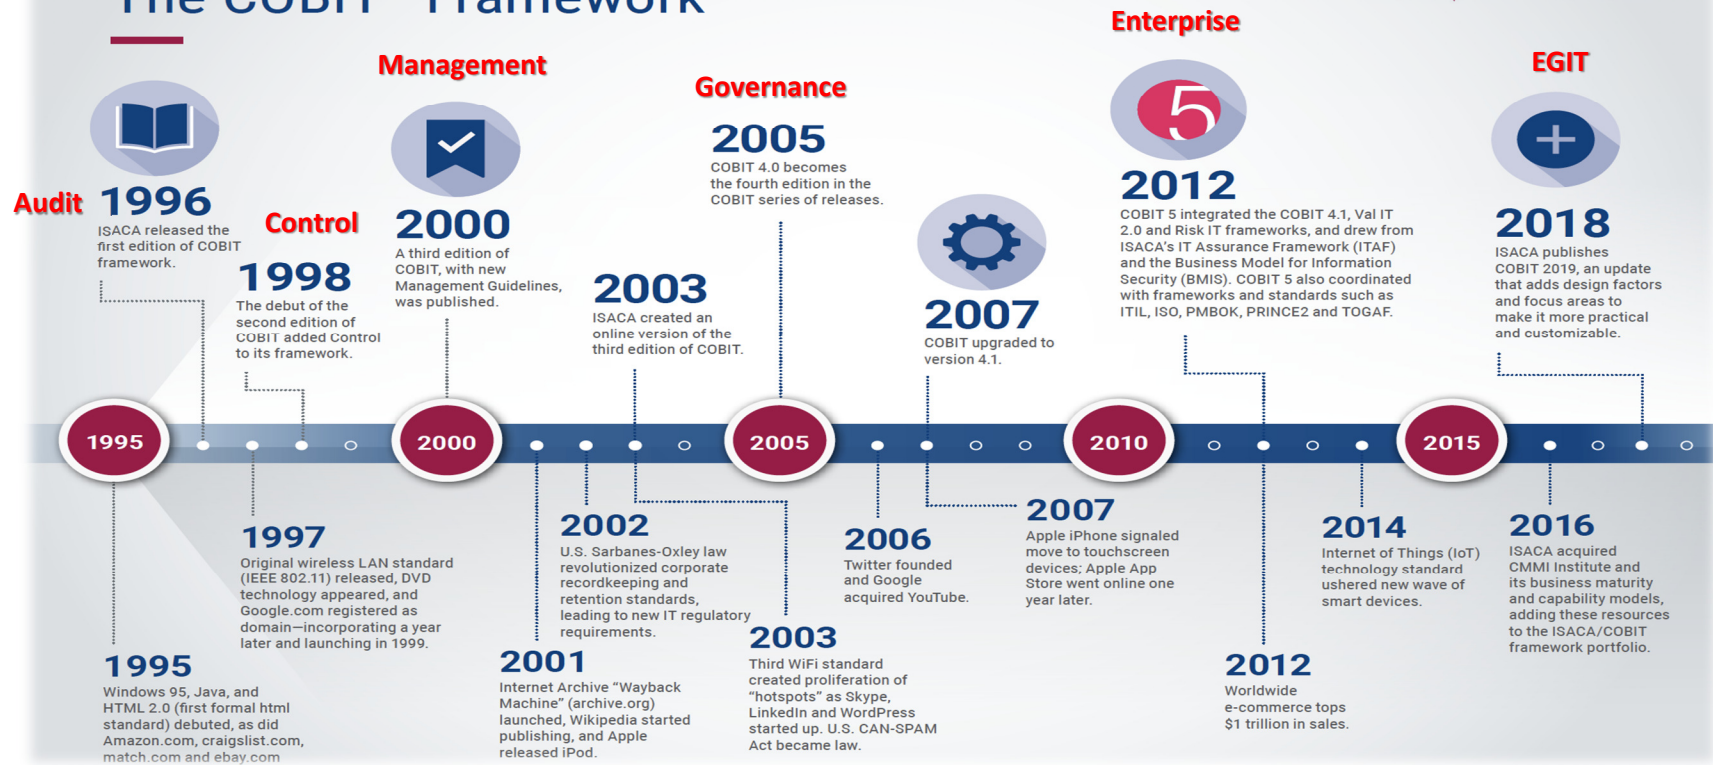 The COBIT Framework
Enterprise
Management
EGIT
Governance
5
2005
COBIT 4.0 becomes
the fourth edition in the
COBIT series of releases.
Audit
1996
ISACA released the
first edition of COBIT
framework.
Control
1998
The debut of the
second edition of
COBIT added Control
to its framework.
2000
A third edition of
COBIT, with new
Management Guidelines,
was published.
2003
ISACA created an
online version of the
third edition of COBIT.
2007
COBIT upgraded to
version 4.1.
2012
COBIT 5 integrated the COBIT 4.1, Val IT
2.0 and Risk IT frameworks, and drew from
ISACA's IT Assurance Framework (ITAF)
and the Business Model for Information
Security (BMIS). COBIT 5 also coordinated
with frameworks and standards such as
ITIL, ISO, PMBOK, PRINCE2 and TOGAF.
2018
ISACA publishes
COBIT 2019, an update
that adds design factors
and focus areas to
make it more practical
and customizable.
1995
2000
2005
2010
2015
1995
Windows 95, Java, and
HTML 2.0 (first formal html
standard) debuted, as did
Amazon.com, craigslist.com,
match.com and ebay.com
1997
Original wireless LAN standard
(IEEE 802.11) released, DVD
technology appeared, and
Google.com registered as
domain—incorporating a year
later and launching in 1999.
2001
Internet Archive “Wayback
Machine” (archive.org)
launched, Wikipedia started
publishing, and Apple
released iPod.
2002
U.S. Sarbanes-Oxley law
revolutionized corporate
recordkeeping and
retention standards,
leading to new IT regulatory
requirements.
2003
Third WiFi standard
created proliferation of
“hotspots” as Skype,
LinkedIn and WordPress
started up. U.S. CAN-SPAM
Act became law.
2006
Twitter founded
and Google
acquired YouTube.
2007
Apple iPhone signaled
move to touchscreen
devices; Apple App
Store went online one
year later.
2012
Worldwide
e-commerce tops
$1 trillion in sales.
2014
Internet of Things (IoT)
technology standard
ushered new wave of
smart devices.
2016
ISACA acquired
CMMI Institute and
its business maturity
and capability models,
adding these resources
to the ISACA/COBIT
framework portfolio.